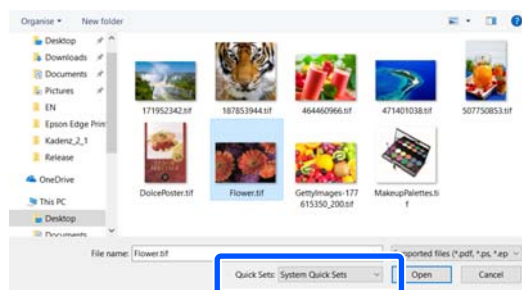 Organise New folder
Desktop
Downloads
Documents
Pictures
EN
Epson Edge Prin
Kadenz_2_1
Release
OneDrive
This PC
Desktop
Documents
171952342.tif
187853944.tif
464460966.tif
471401038.tif
507750853.tif
DolcePoster.tif
Flower.tif
GettyImages-177
615350_200.tif
MakeupPalettes.ti
f
File name: Flower.tif
pported files (*.pdf, *.ps, *.ep
Quick Sets: System Quick Sets
Open
Cancel